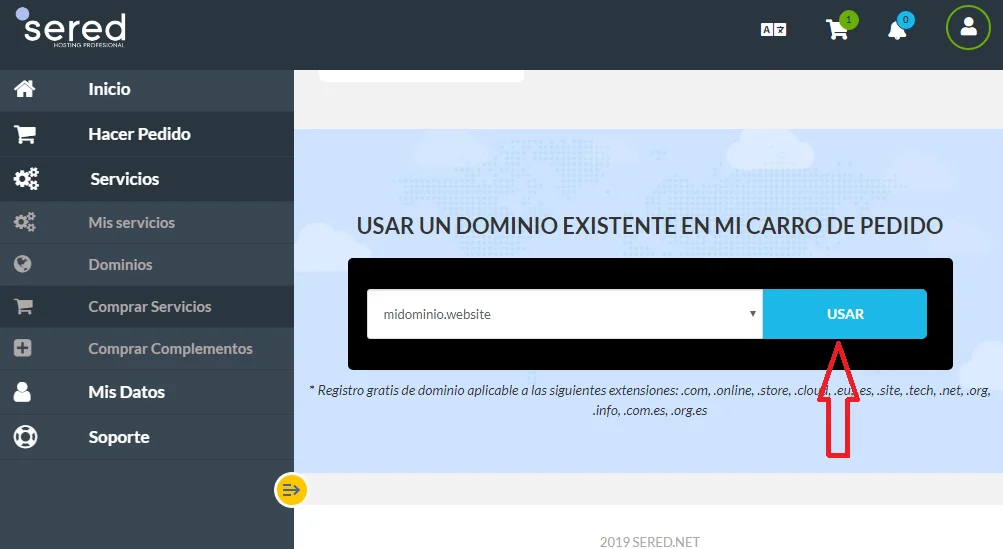 sered
HOSTING PROFESIONAL
A
1
0
Inicio
Hacer Pedido
Servicios
Mis servicios
Dominios
Comprar Servicios
Comprar Complementos
Mis Datos
Soporte
USAR UN DOMINIO EXISTENTE EN MI CARRO DE PEDIDO
midominio.website
USAR
* Registro gratis de dominio aplicable a las siguientes extensiones: .com, .online, .store, .cloud, .eu, .es, .site, .tech, .net, .org,
.info, .com.es, .org.es
2019 SERED.NET